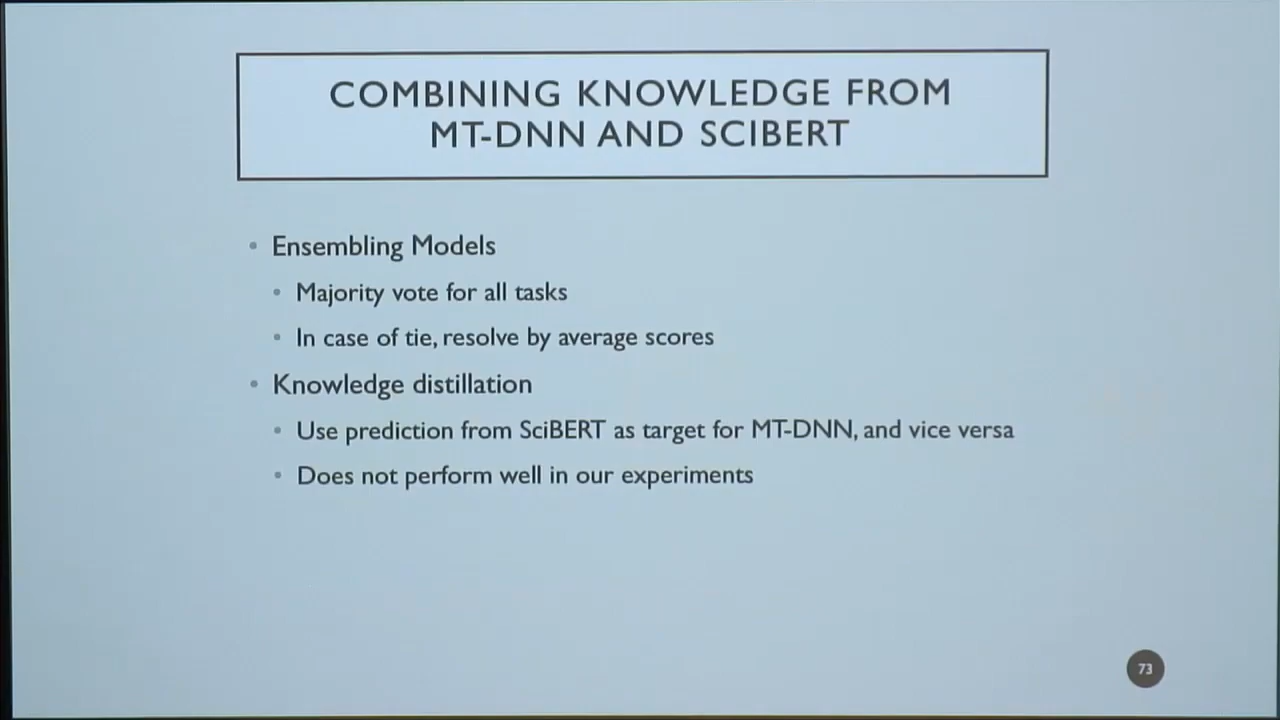 COMBINING KNOWLEDGE FROM
MT-DNN AND SCIBERT
• Ensembling Models
• Majority vote for all tasks
• In case of tie, resolve by average scores
• Knowledge distillation
• Use prediction from SciBERT as target for MT-DNN, and vice versa
• Does not perform well in our experiments
73